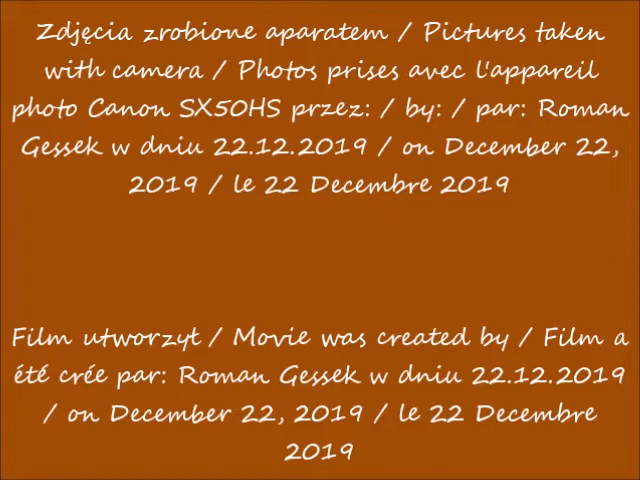 Zdjęcia zrobione aparatem / Pictures taken
with camera / Photos prises avec l'appareil
photo Canon SX50HS przez: / by: / par: Roman
Gessek w dniu 22.12.2019 / on December 22,
2019 / le 22 Decembre 2019
Film utworzył / Movie was created by / Film a
été crée par: Roman Gessek w dniu 22.12.2019
/ on December 22, 2019 / le 22 Decembre
2019